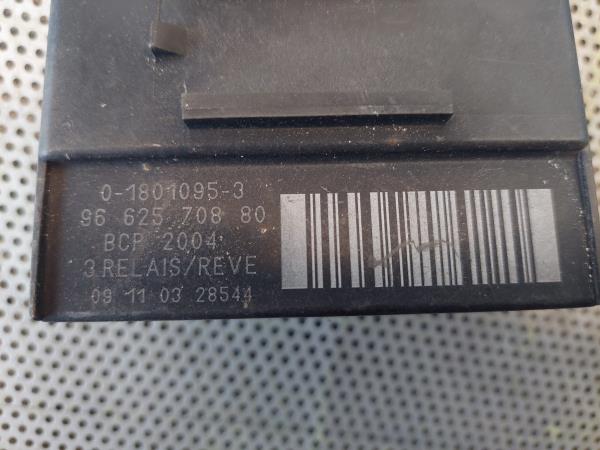 0-1801095-3
96 625 708 80
BCP 2004
3.RELAIS/REVE
09 11 03 28544